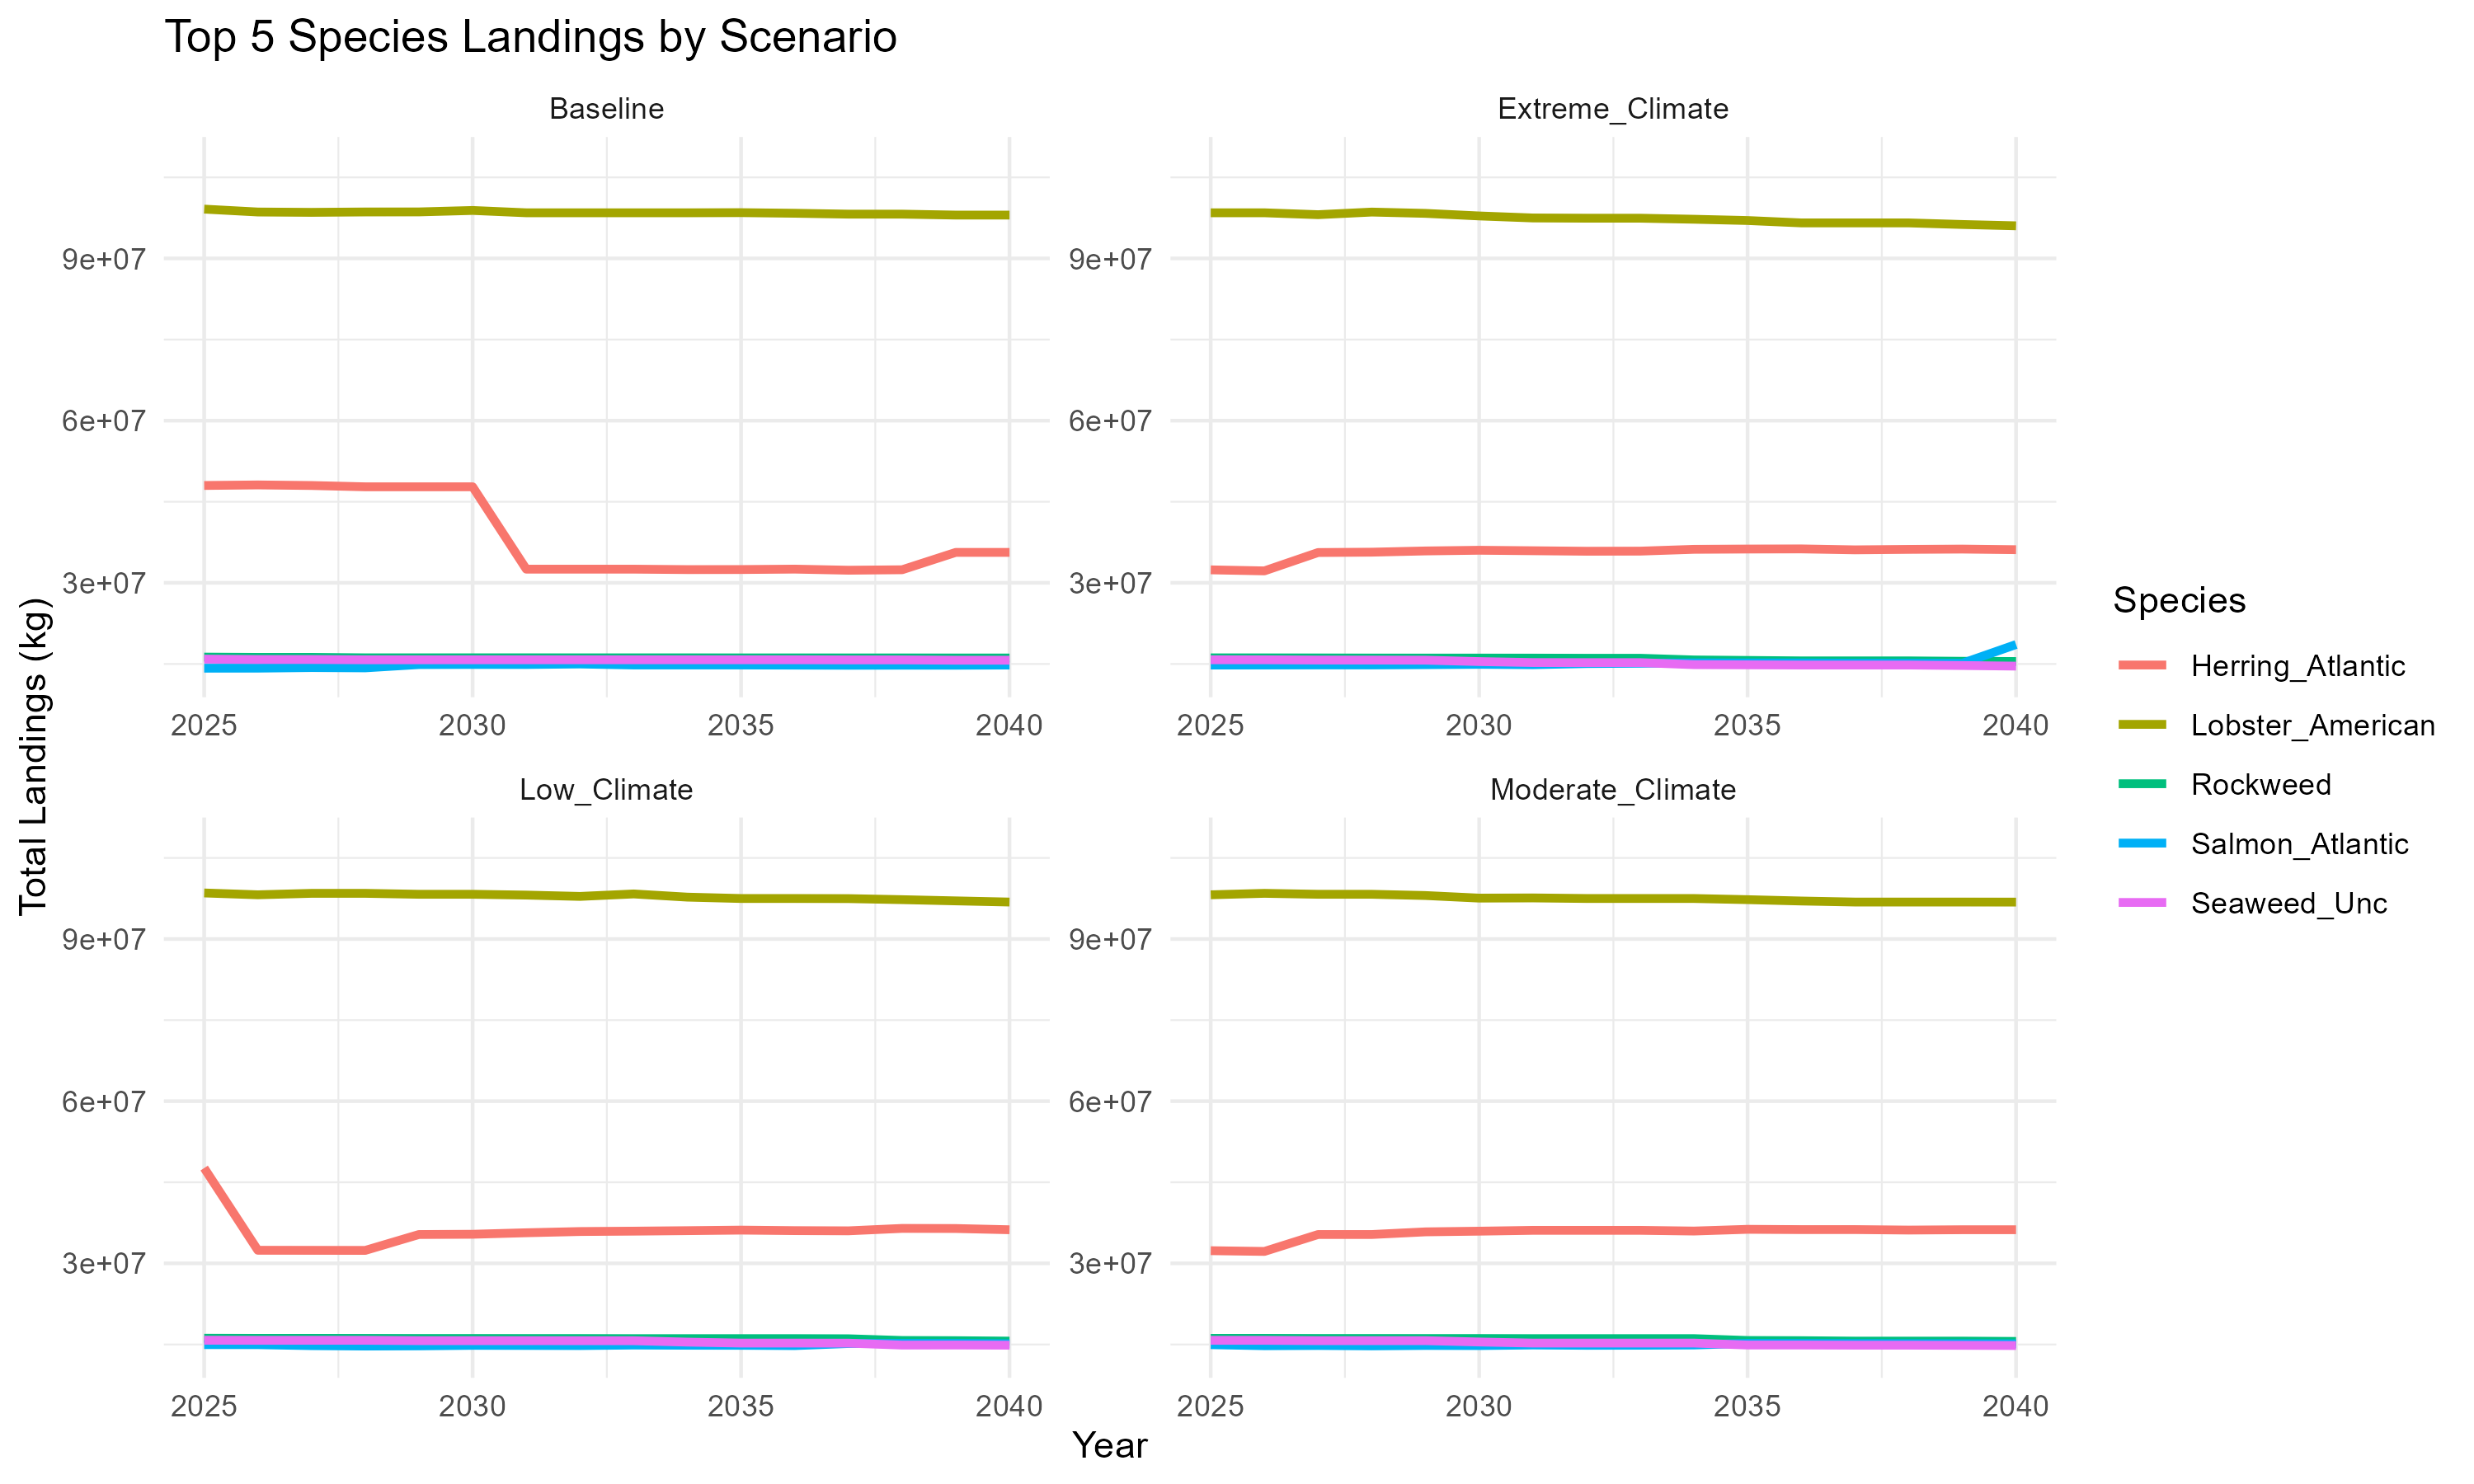 Top 5 Species Landings by Scenario
Total Landings (kg)
Baseline
9e+07
6e+07
3e+07
2025 2030 2035 2040
Extreme_Climate
9e+07
6e+07
3e+07
2025 2030 2035 2040
Low_Climate
9e+07
6e+07
3e+07
2025 2030 2035 2040
Moderate_Climate
9e+07
6e+07
3e+07
2025 2030 2035 2040
Year
Species
Herring_Atlantic
Lobster_American
Rockweed
Salmon_Atlantic
Seaweed_Unc